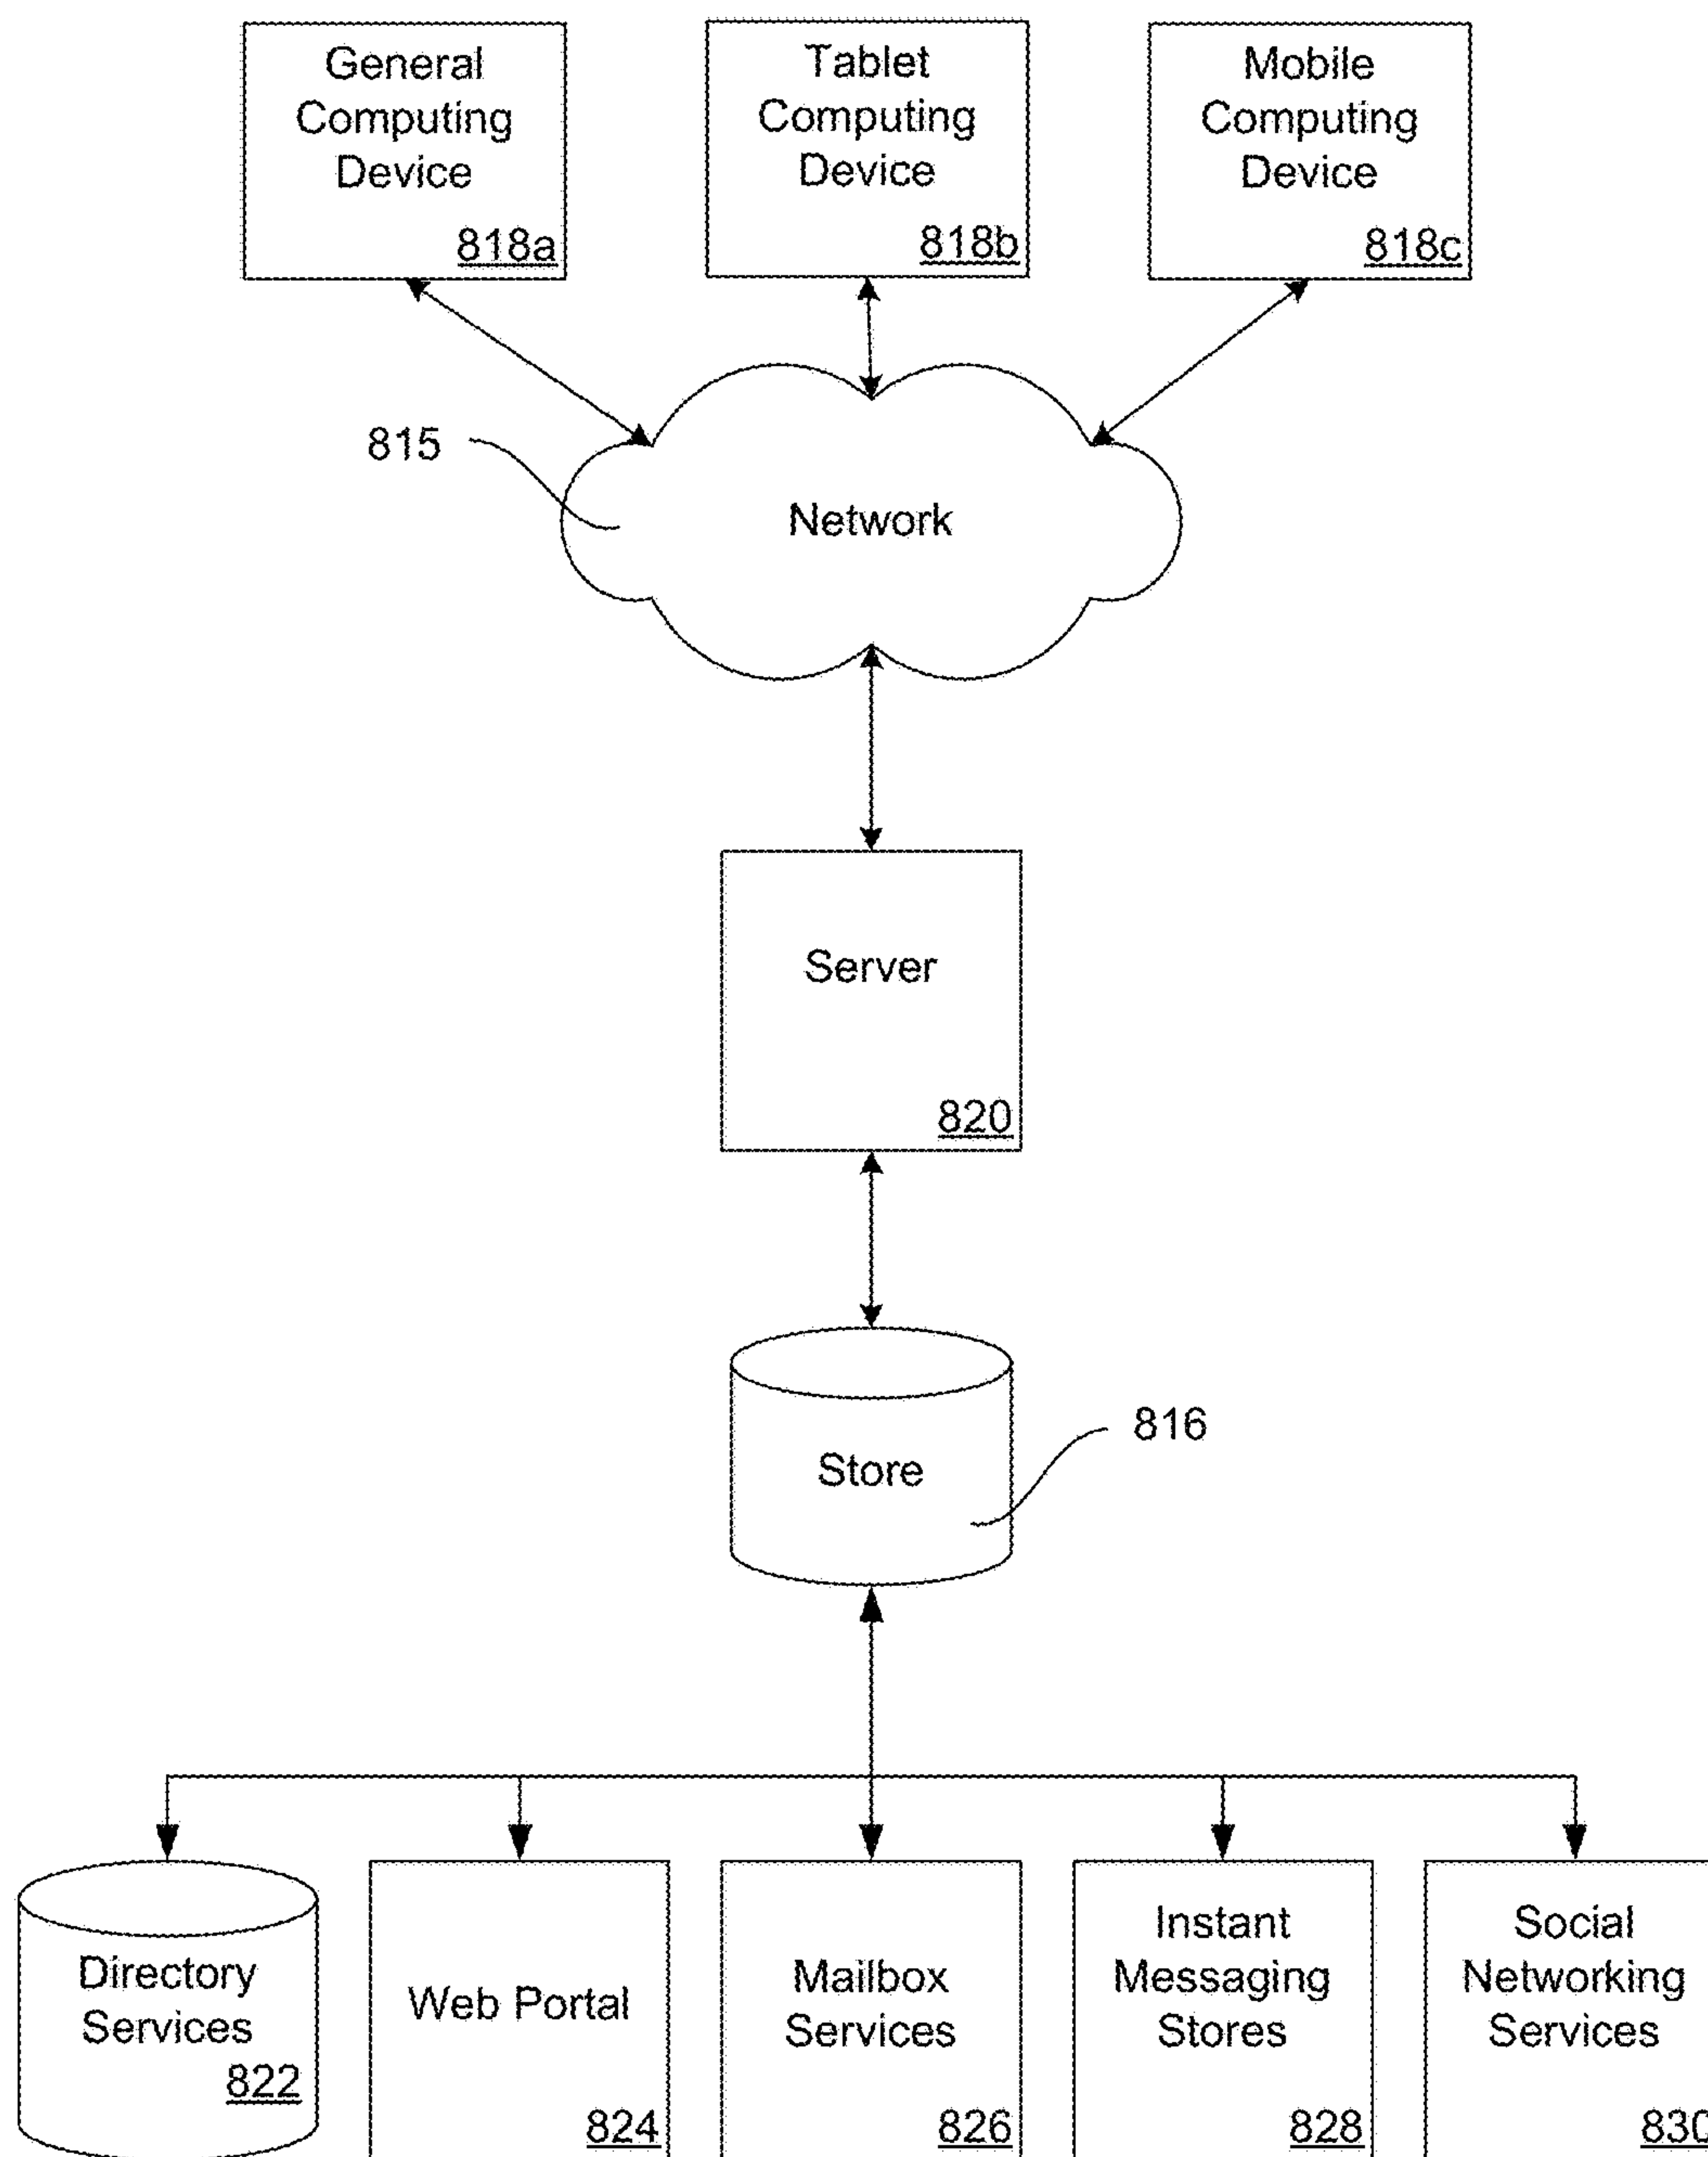 General
Computing
Device
818a
Tablet
Computing
Device
818b
Mobile
Computing
Device
818c
815
Network
Server
820
Store
816
Directory
Services
822
Web Portal
824
Mailbox
Services
826
Instant
Messaging
Stores
828
Social
Networking
Services
830